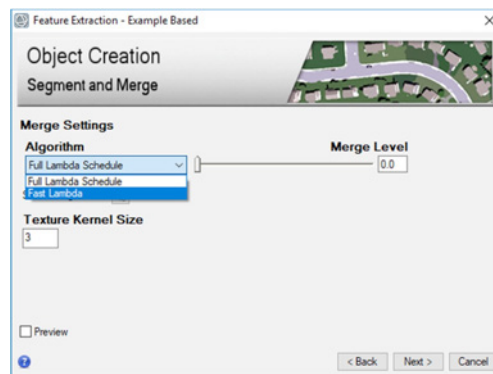 Feature Extraction - Example Based
Object Creation
Segment and Merge
Merge Settings
Algorithm Merge Level
Full Lambda Schedule 0.0
Full Lambda Schedule
Fast Lambda
Texture Kernel Size
3
Preview
< Back Next > Cancel